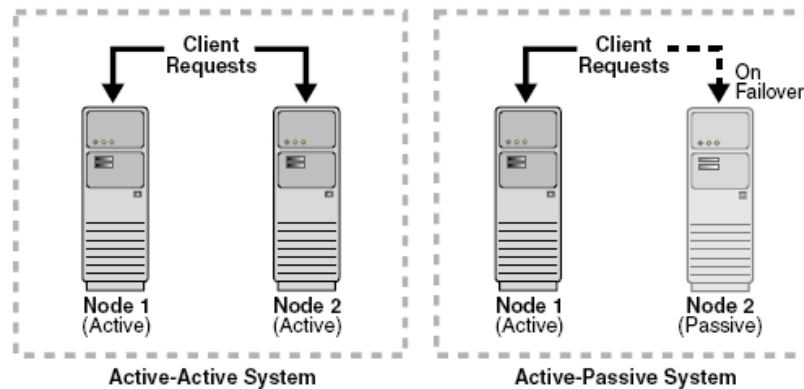 Client
Requests
Node 1
(Active)
Node 2
(Active)
Active-Active System
Client
Requests
On
Failover
Node 1
(Active)
Node 2
(Passive)
Active-Passive System